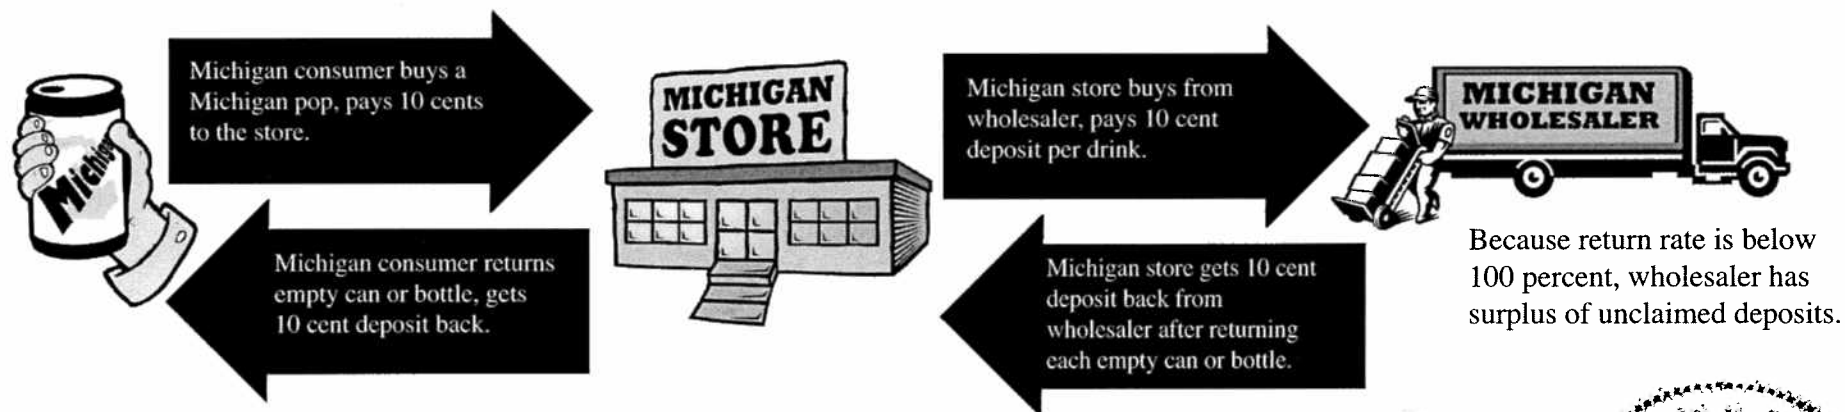 Michigan consumer buys a
Michigan pop, pays 10 cents
to the store.
MICHIGAN
STORE
Michigan store buys from
wholesaler, pays 10 cent
deposit per drink.
MICHIGAN
WHOLESALER
Michigan consumer returns
empty can or bottle, gets
10 cent deposit back.
Michigan store gets 10 cent
deposit back from
wholesaler after returning
each empty can or bottle.
Because return rate is below
100 percent, wholesaler has
surplus of unclaimed deposits.